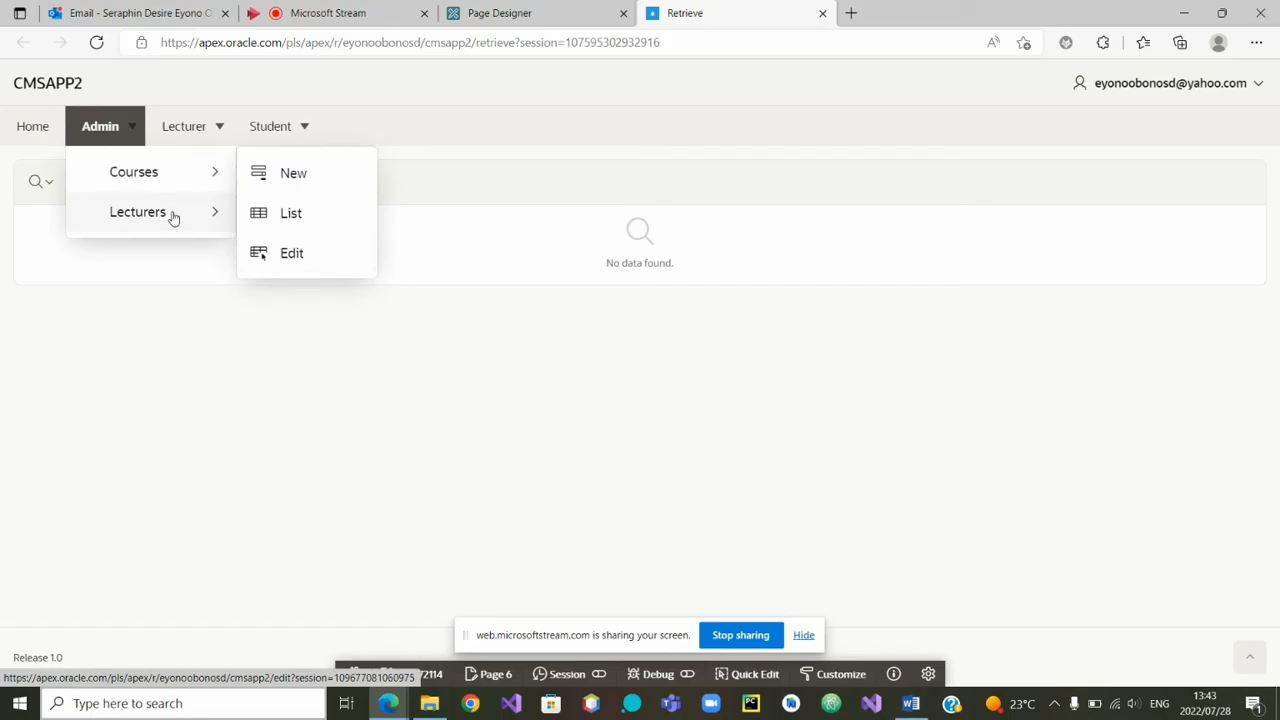 Email - Seraphin Desire Eyono O
Microsoft Stream
Page Designer
Retrieve
https://apex.oracle.com/pls/apex/r/eyonoobonosd/cmsapp2/retrieve?session=107595302932916
CMSAPP2
eyonoobonosd@yahoo.com
Home
Admin
Lecturer
Student
Courses
New
Lecturers
List
Edit
No data found.
web.microsoftstream.com is sharing your screen.
Stop sharing
Hide
Release 1.0
2114
Page 6
Session
Debug
Quick Edit
Customize
https://apex.oracle.com/pls/apex/r/eyonoobonosd/cmsapp2/edit?session=109677081060975
Type here to search
23°C
ENG
13:43
2022/07/28